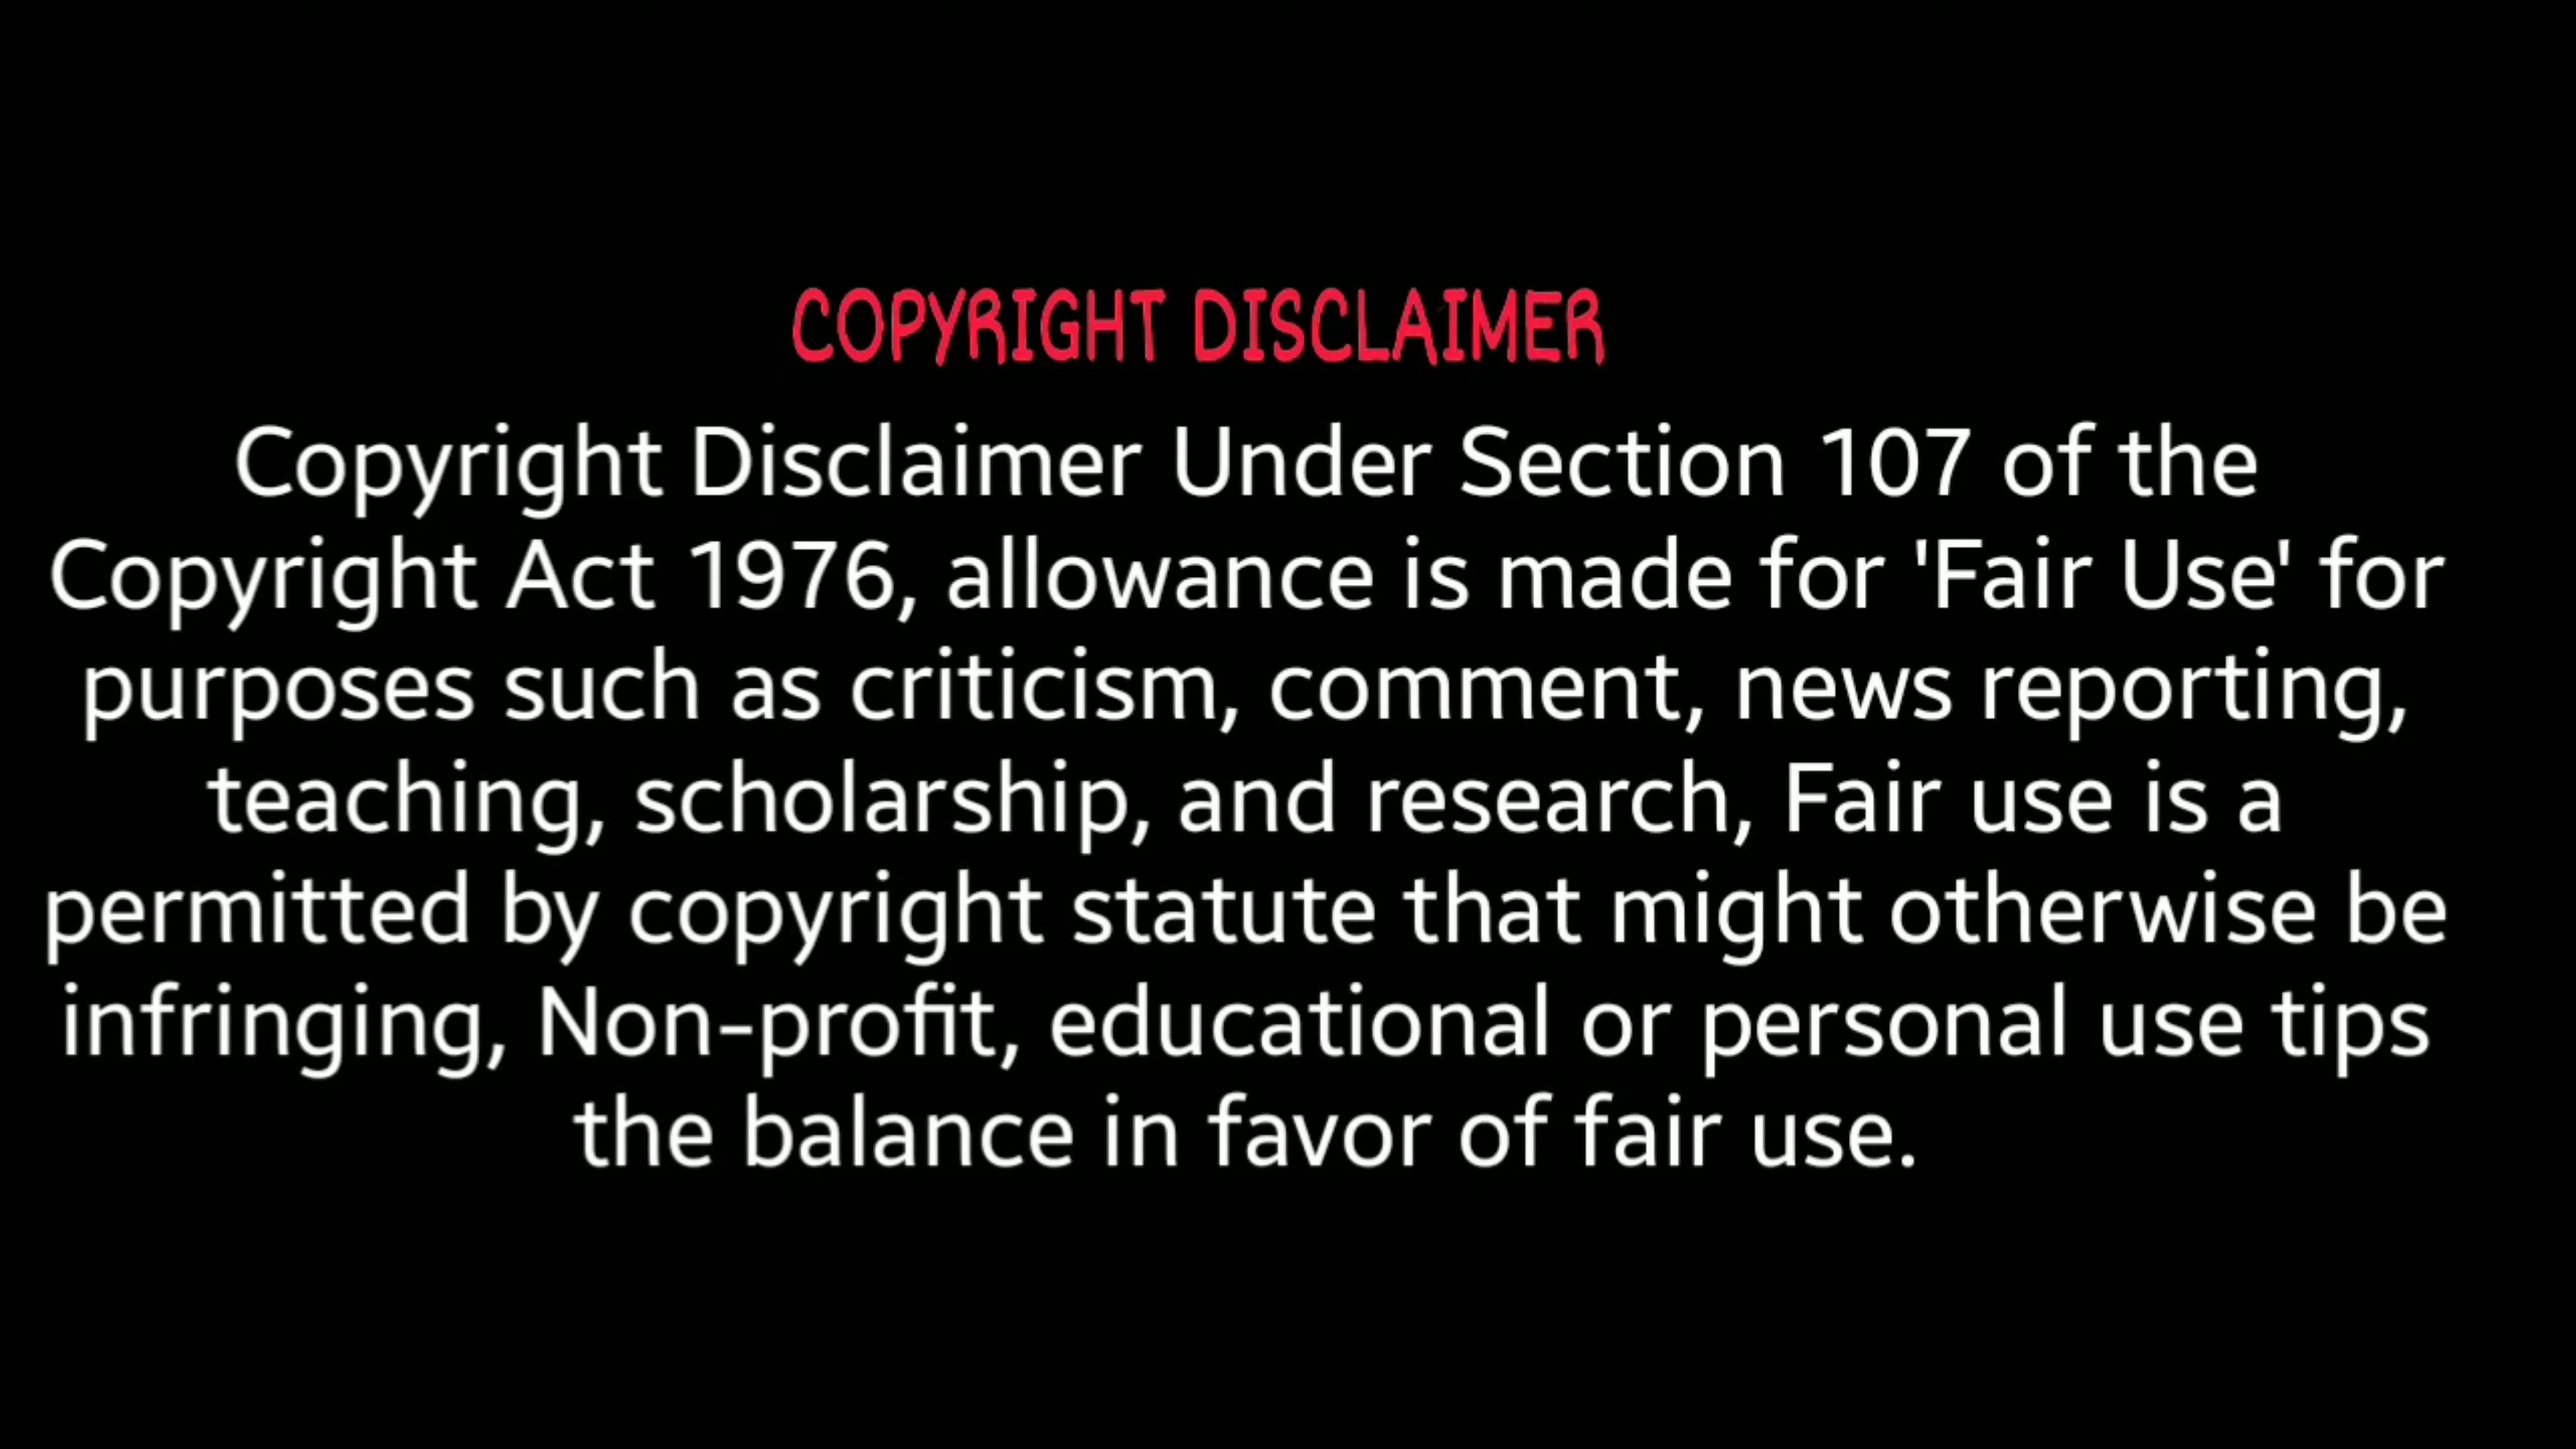 COPYRIGHT DISCLAIMER
Copyright Disclaimer Under Section 107 of the
Copyright Act 1976, allowance is made for 'Fair Use' for
purposes such as criticism, comment, news reporting,
teaching, scholarship, and research, Fair use is a
permitted by copyright statute that might otherwise be
infringing, Non-profit, educational or personal use tips
the balance in favor of fair use.